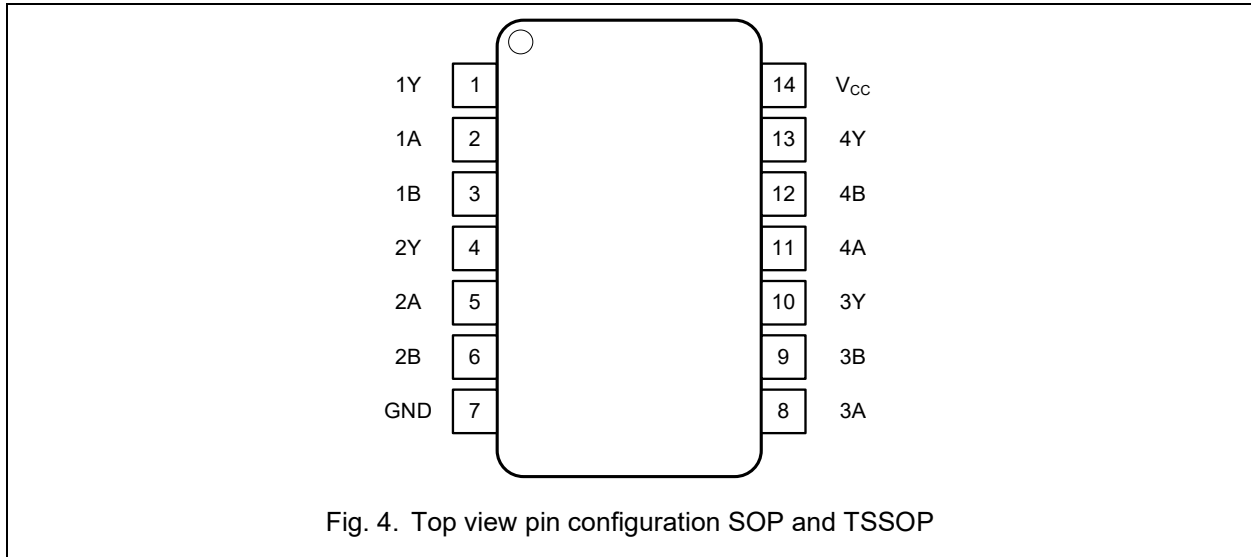 1Y 1 14 VCC
1A 2 13 4Y
1B 3 12 4B
2Y 4 11 4A
2A 5 10 3Y
2B 6 9 3B
GND 7 8 3A
Fig. 4. Top view pin configuration SOP and TSSOP